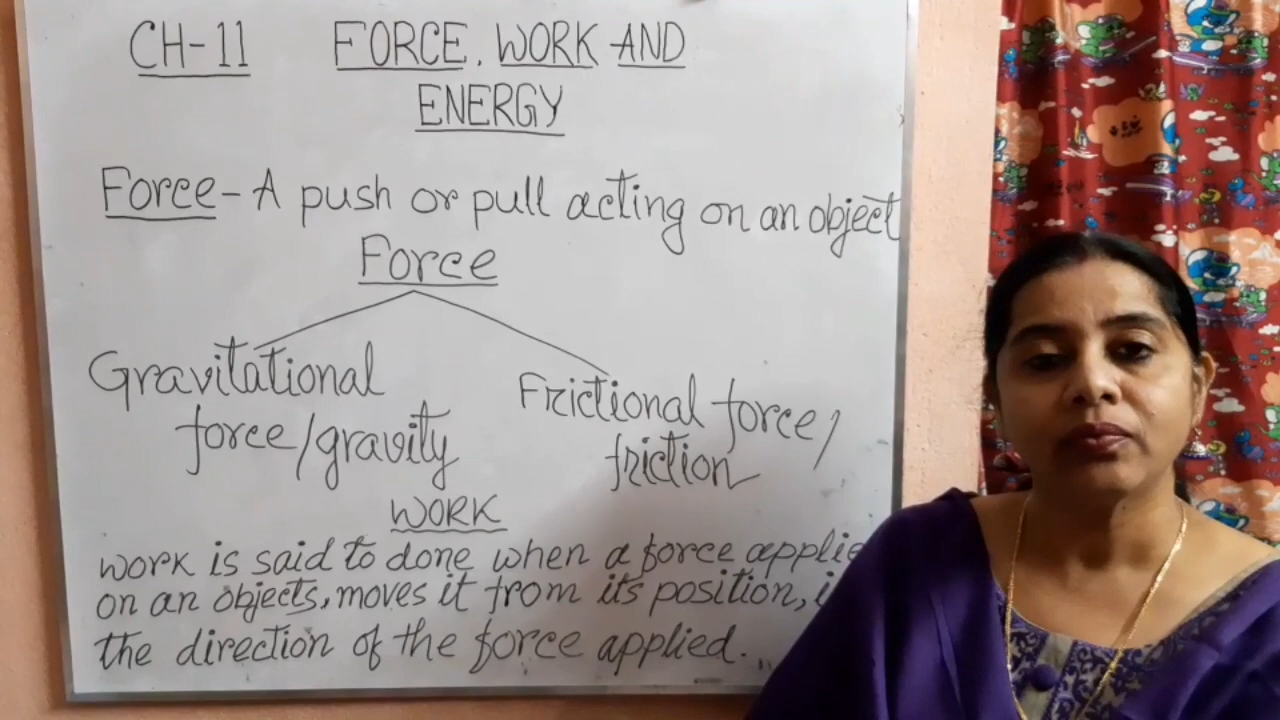 CH-11 FORCE, WORK AND
ENERGY
Force - A push or pull acting on an object
Force
Gravitational
force/gravity
Frictional force/
friction
WORK
Work is said to done when a force applie
on an objects, moves it from its position, i
the direction of the force applied.